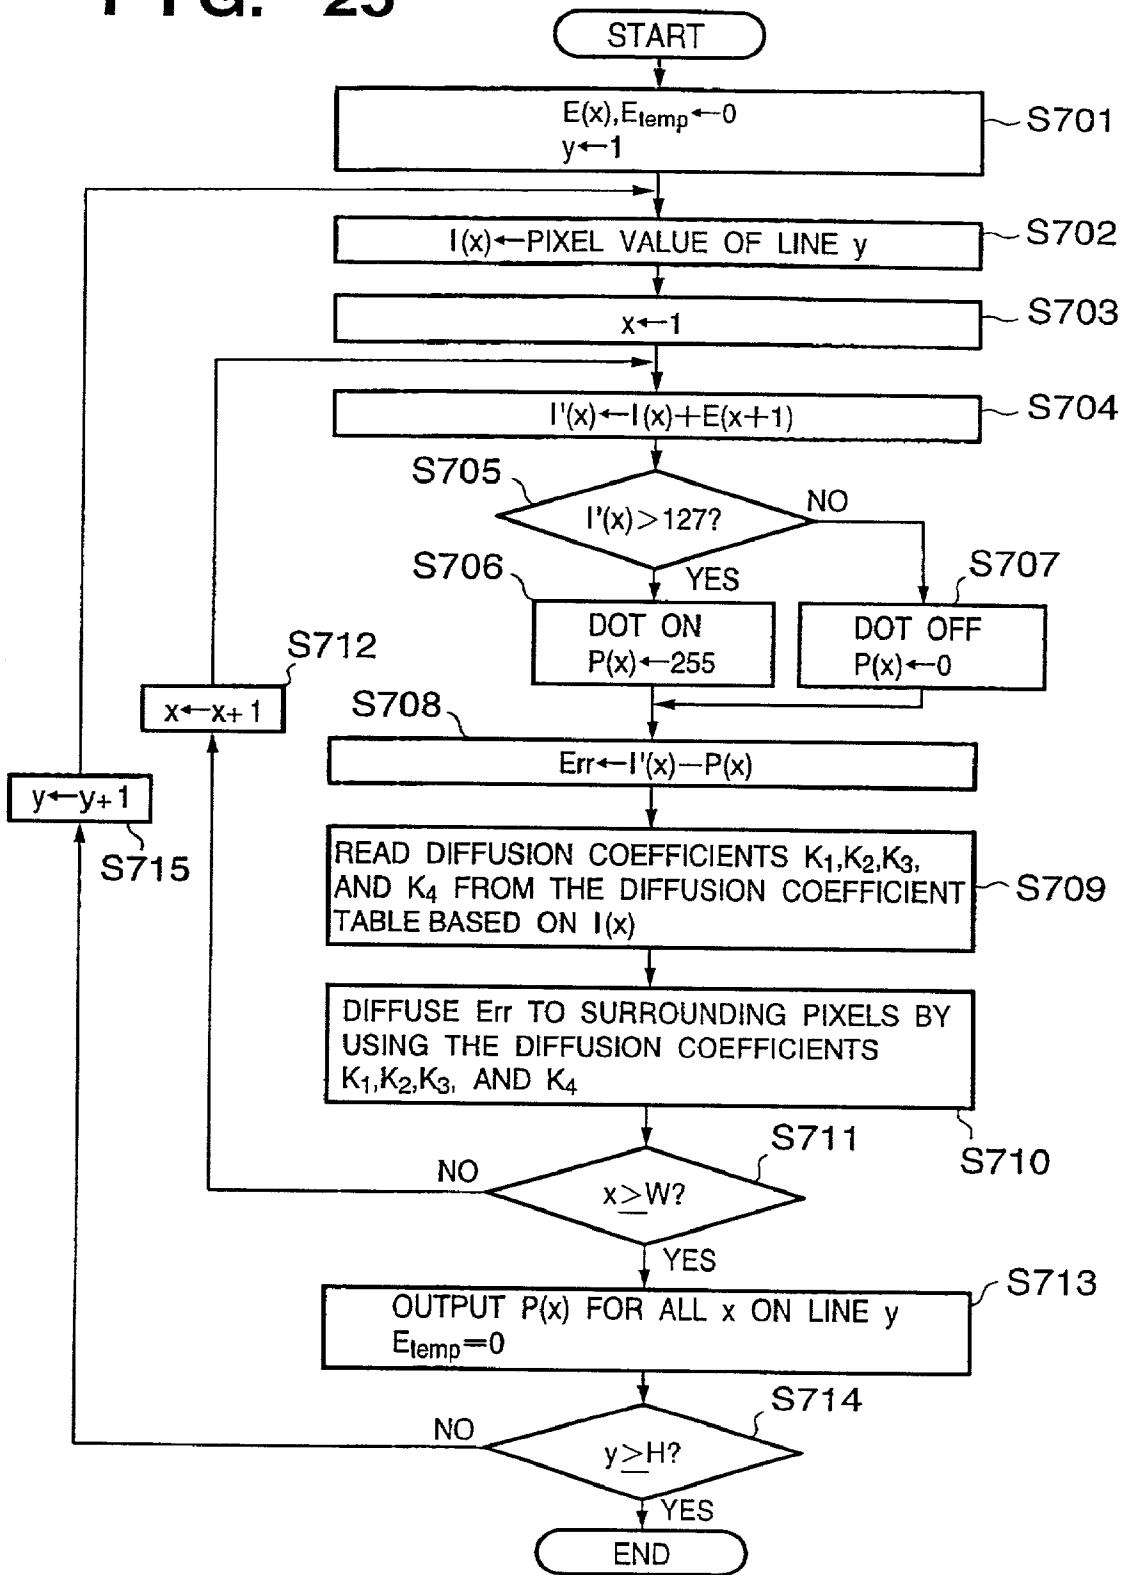 FIG. 25
START
E(x),Etemp←0
y←1
S701
I(x)←PIXEL VALUE OF LINE y
S702
x←1
S703
I'(x)←I(x)+E(x+1)
S704
S705
I'(x)>127?
NO
YES
S706
DOT ON
P(x)←255
S707
DOT OFF
P(x)←0
S712
x←x+1
S708
Err←I'(x)−P(x)
y←y+1
S715
READ DIFFUSION COEFFICIENTS K1,K2,K3,
AND K4 FROM THE DIFFUSION COEFFICIENT
TABLE BASED ON I(x)
S709
DIFFUSE Err TO SURROUNDING PIXELS BY
USING THE DIFFUSION COEFFICIENTS
K1,K2,K3, AND K4
S710
S711
NO
x≥W?
YES
OUTPUT P(x) FOR ALL x ON LINE y
Etemp=0
S713
S714
NO
y≥H?
YES
END